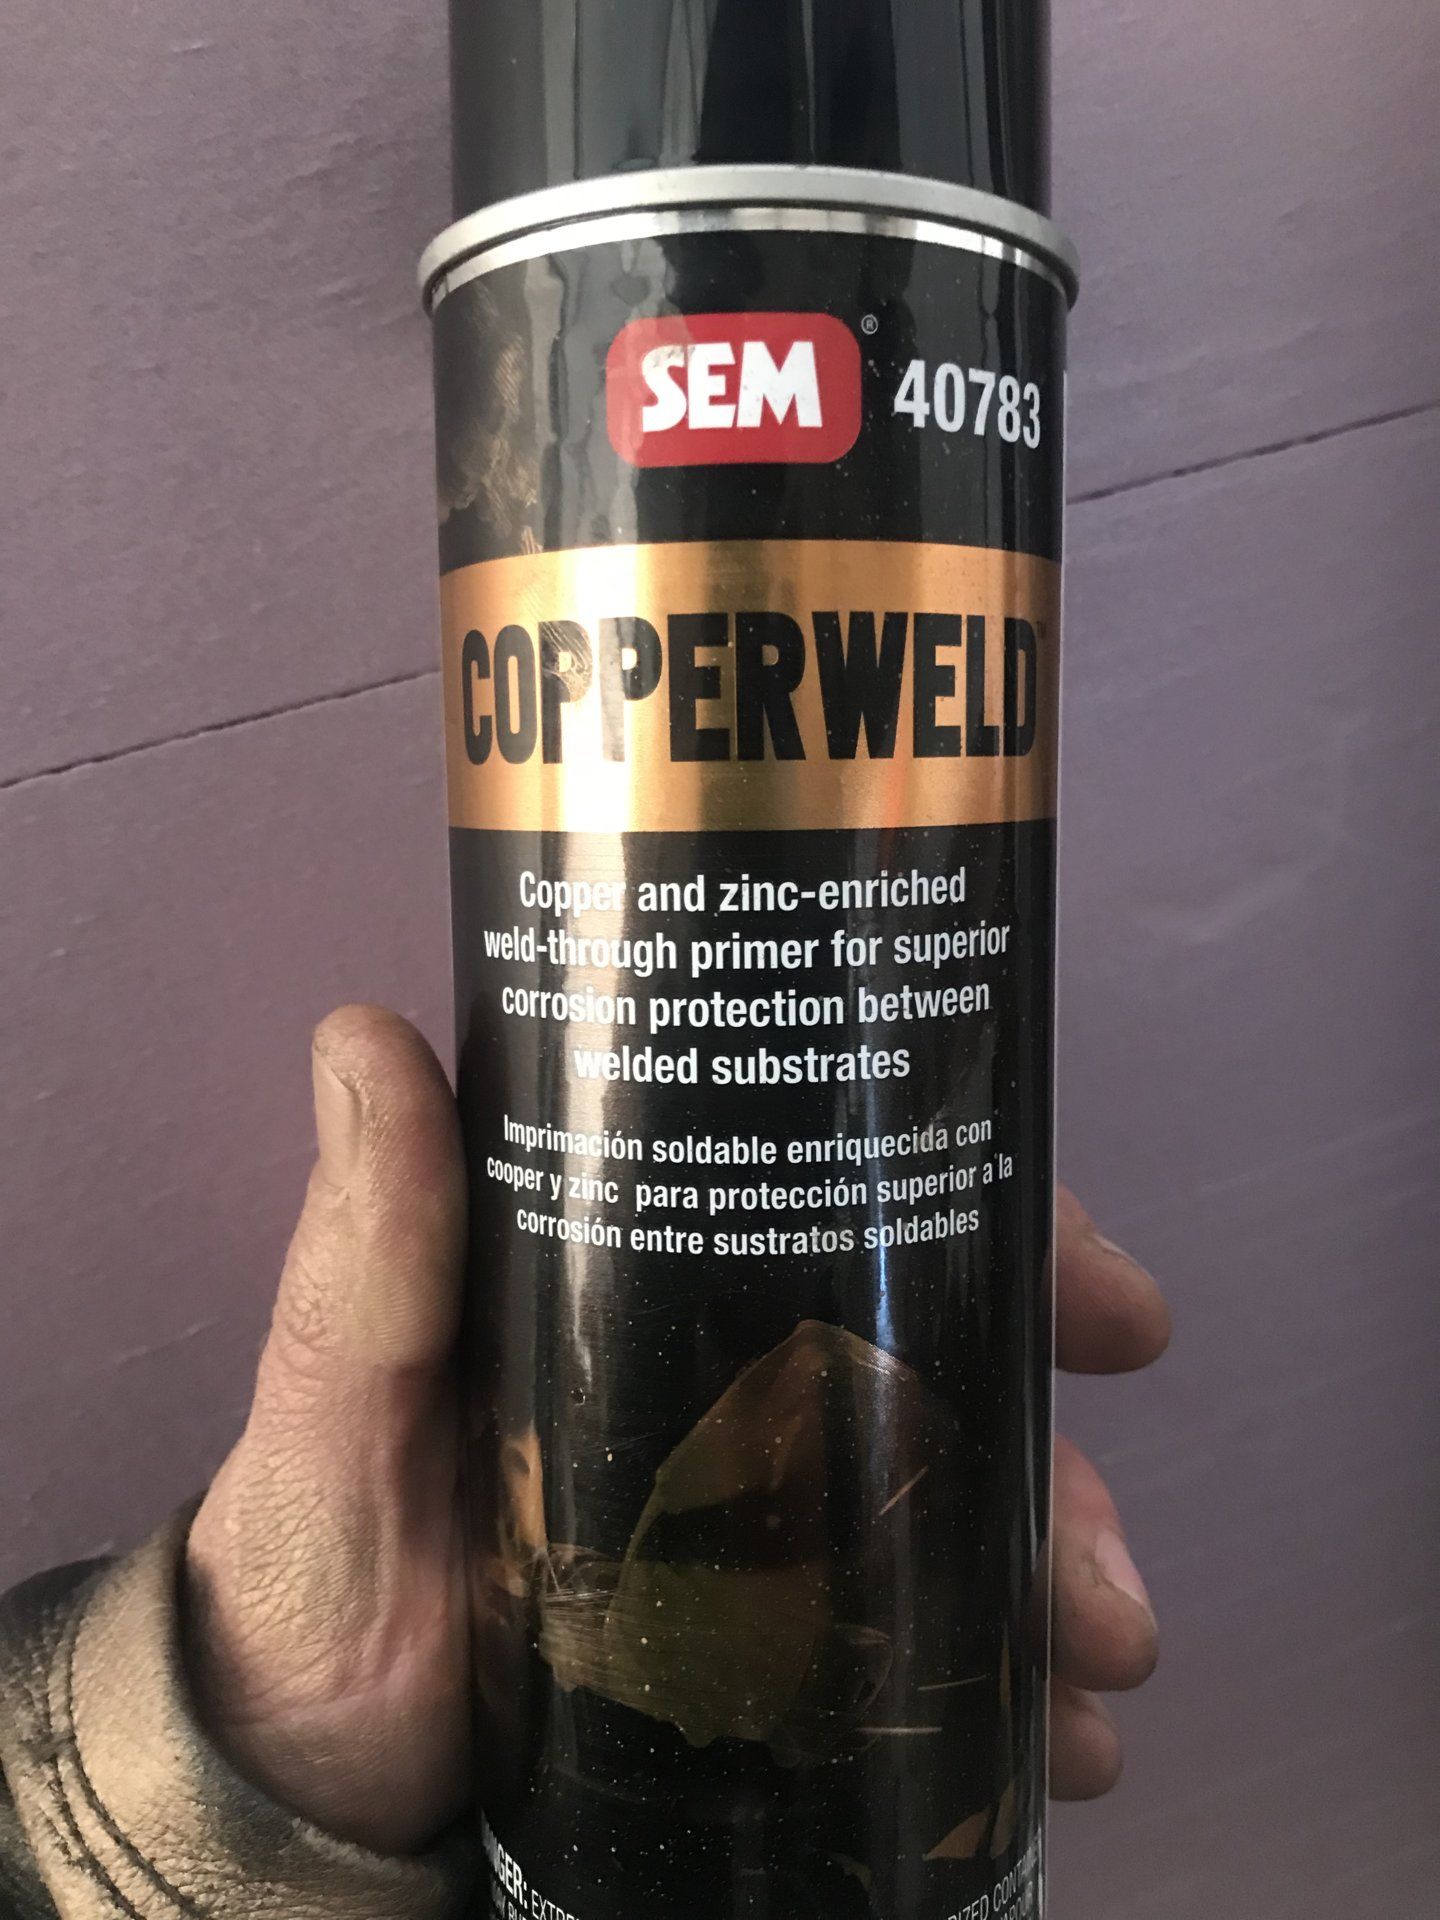 SEM®
40783
COPPERWELD™
Copper and zinc-enriched
weld-through primer for superior
corrosion protection between
welded substrates
Imprimación soldable enriquecida con
cooper y zinc para protección superior a la
corrosión entre sustratos soldables